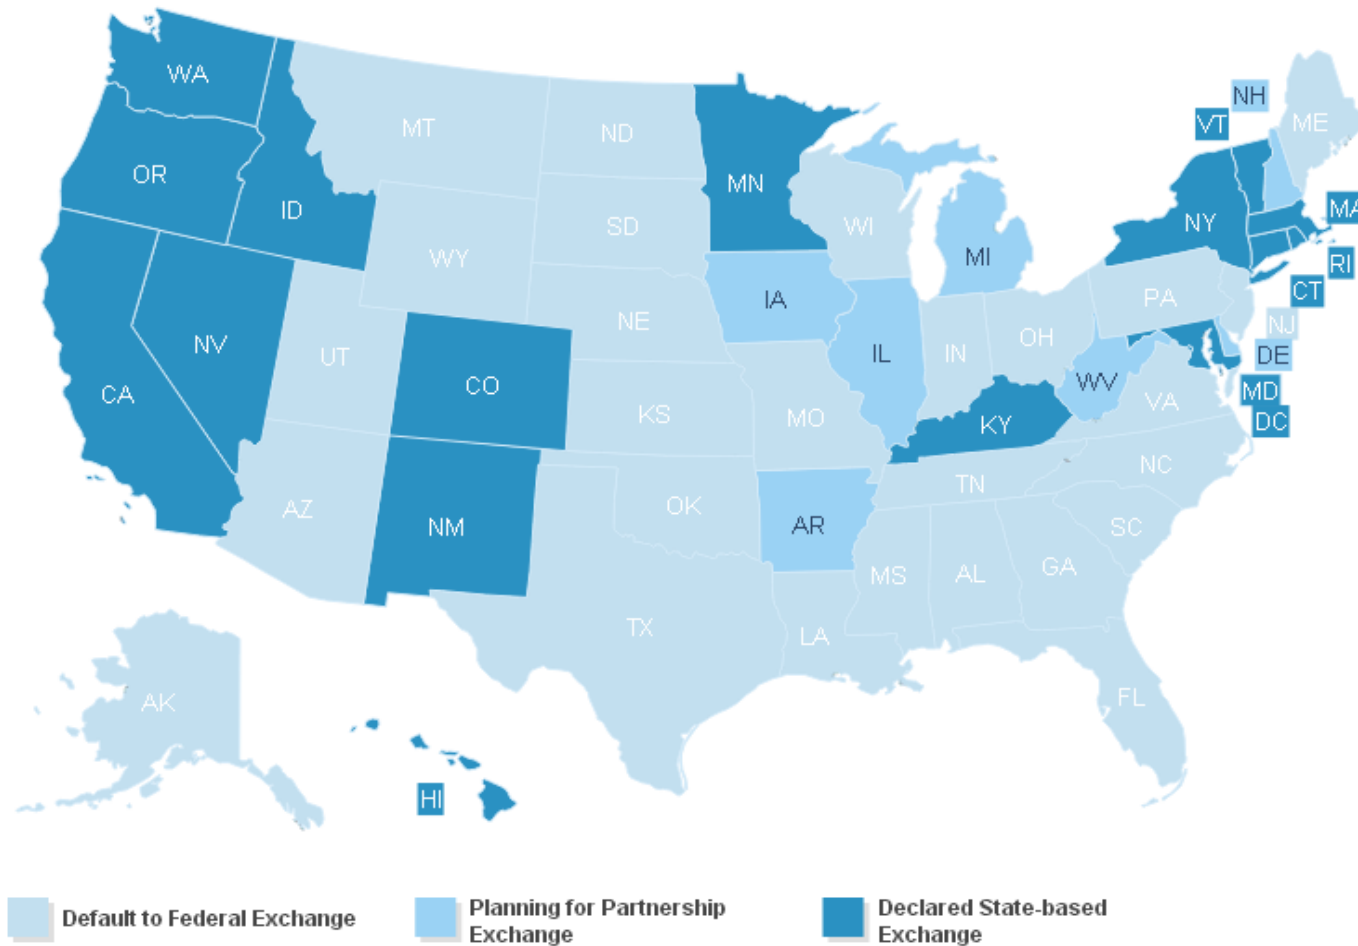 WA
MT
ND
MN
OR
ID
WY
SD
WI
MI
NH
VT
ME
NY
MA
RI
CT
PA
NJ
DE
MD
DC
NV
UT
CO
NE
IA
IL
IN
OH
WV
VA
CA
KS
MO
KY
AZ
NM
OK
AR
TN
NC
SC
MS
AL
GA
TX
LA
FL
AK
HI
Default to Federal Exchange
Planning for Partnership
Exchange
Declared State-based
Exchange